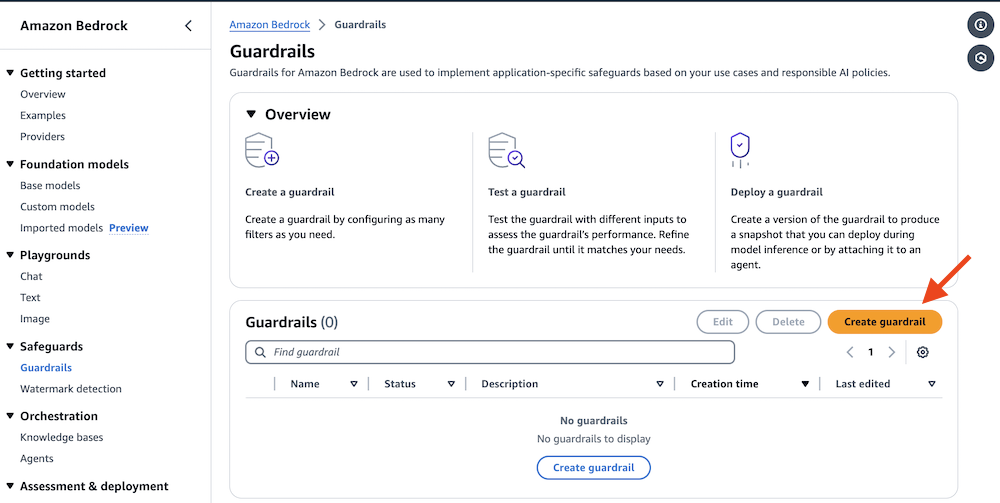 Amazon Bedrock
Getting started
Overview
Examples
Providers
Foundation models
Base models
Custom models
Imported models Preview
Playgrounds
Chat
Text
Image
Safeguards
Guardrails
Watermark detection
Orchestration
Knowledge bases
Agents
Assessment & deployment
Amazon Bedrock > Guardrails
Guardrails
Guardrails for Amazon Bedrock are used to implement application-specific safeguards based on your use cases and responsible AI policies.
Overview
Create a guardrail
Create a guardrail by configuring as many
filters as you need.
Test a guardrail
Test the guardrail with different inputs to
assess the guardrail's performance. Refine
the guardrail until it matches your needs.
Deploy a guardrail
Create a version of the guardrail to produce
a snapshot that you can deploy during
model inference or by attaching it to an
agent.
Guardrails (0)
Edit
Delete
Create guardrail
Find guardrail
1
Name
Status
Description
Creation time
Last edited
No guardrails
No guardrails to display
Create guardrail